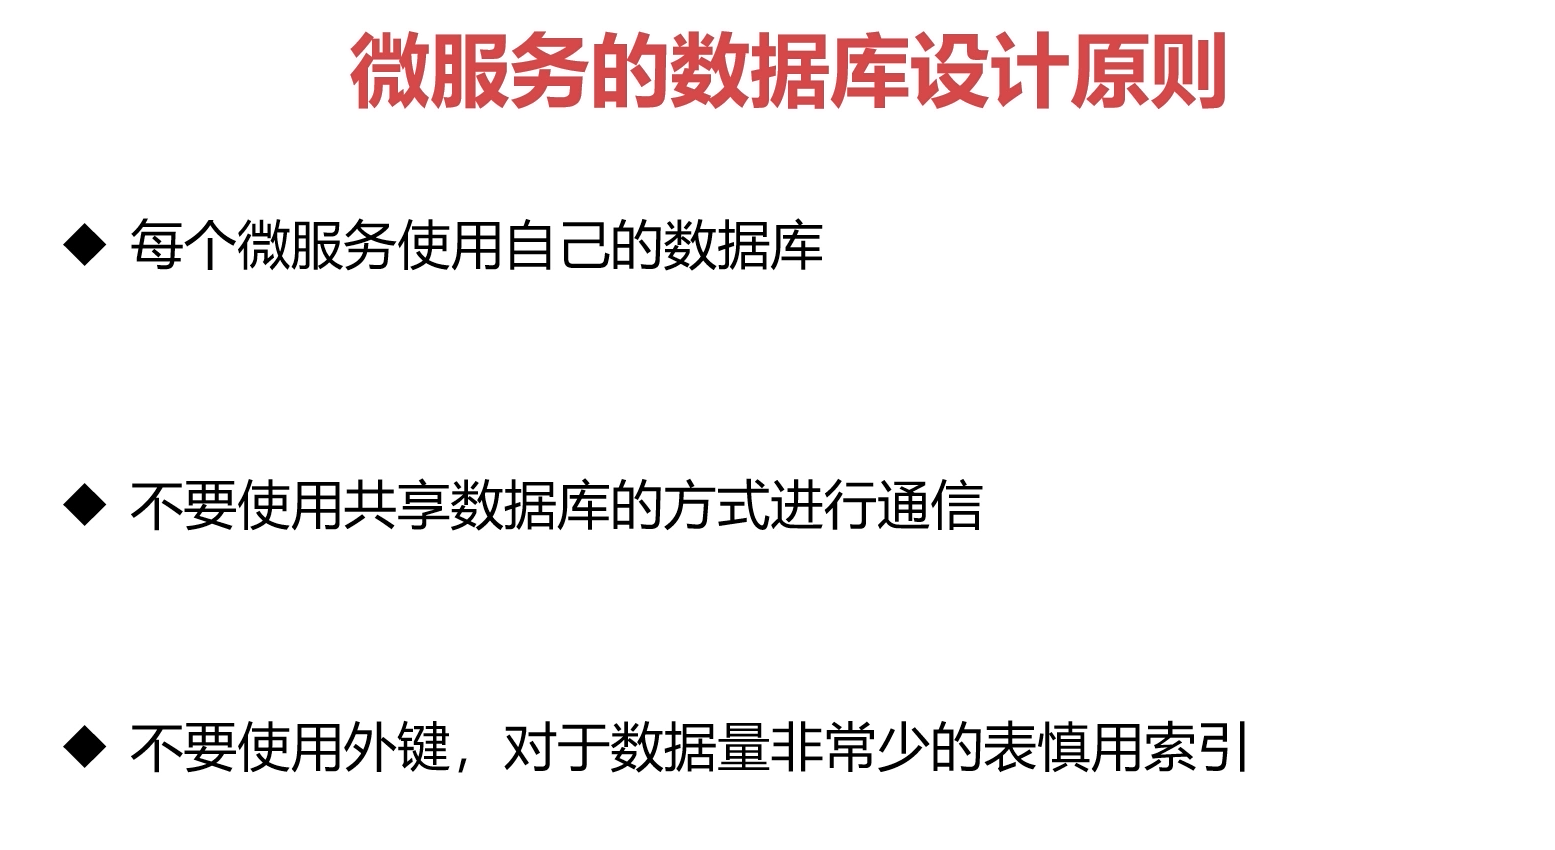 微服务的数据库设计原则
◆ 每个微服务使用自己的数据库
◆ 不要使用共享数据库的方式进行通信
◆ 不要使用外键，对于数据量非常少的表慎用索引